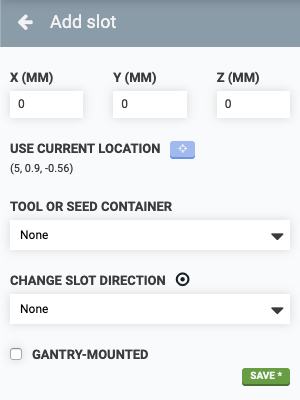 Add slot
X (MM) Y (MM) Z (MM)
0 0 0
USE CURRENT LOCATION
(5, 0.9, -0.56)
TOOL OR SEED CONTAINER
None
CHANGE SLOT DIRECTION
None
GANTRY-MOUNTED
SAVE *